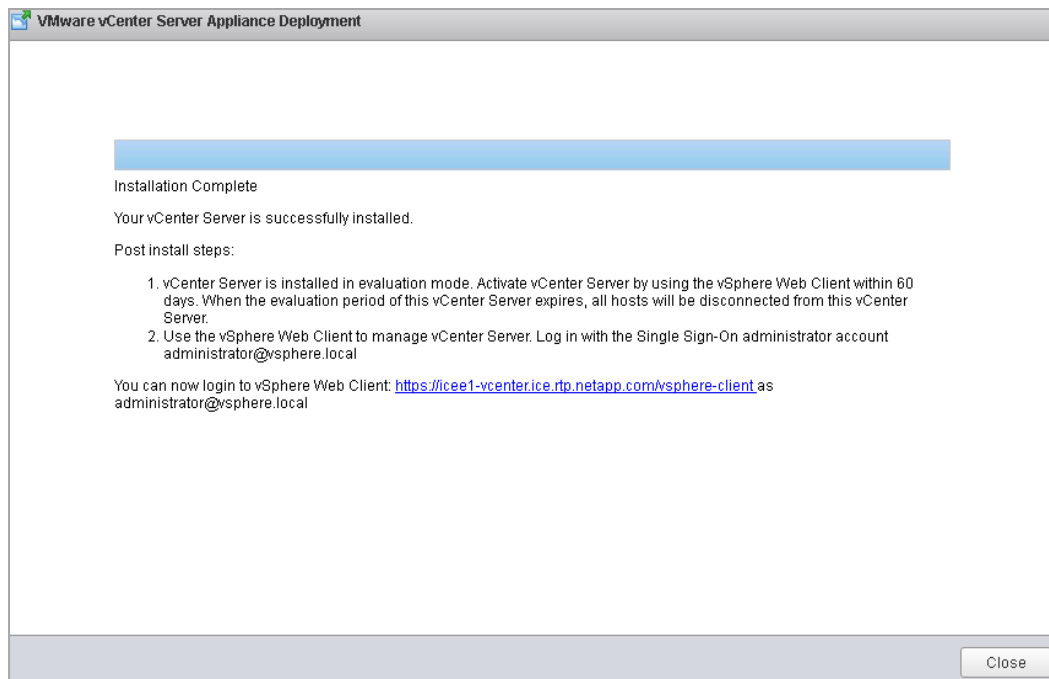 VMware vCenter Server Appliance Deployment
Installation Complete
Your vCenter Server is successfully installed.
Post install steps:
1. vCenter Server is installed in evaluation mode. Activate vCenter Server by using the vSphere Web Client within 60
days. When the evaluation period of this vCenter Server expires, all hosts will be disconnected from this vCenter
Server.
2. Use the vSphere Web Client to manage vCenter Server. Log in with the Single Sign-On administrator account
administrator@vsphere.local
You can now login to vSphere Web Client: https://icee1-vcenter.ice.rtp.netapp.com/vsphere-client as
administrator@vsphere.local
Close